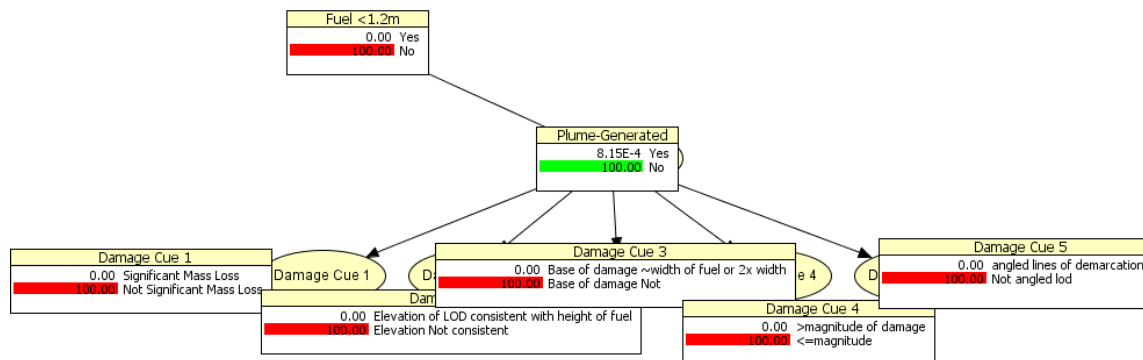 Fuel <1.2m
0.00 Yes
100.00 No
Plume-Generated
8.15E-4 Yes
100.00 No
Damage Cue 1
0.00 Significant Mass Loss
100.00 Not Significant Mass Loss
Damage Cue 1
0.00 Elevation of LOD consistent with height of fuel
100.00 Elevation Not consistent
Damage Cue 3
0.00 Base of damage ~width of fuel or 2x width
100.00 Base of damage Not
Damage Cue 4
0.00 >magnitude of damage
100.00 <=magnitude
Damage Cue 5
0.00 angled lines of demarcation
100.00 Not angled lod